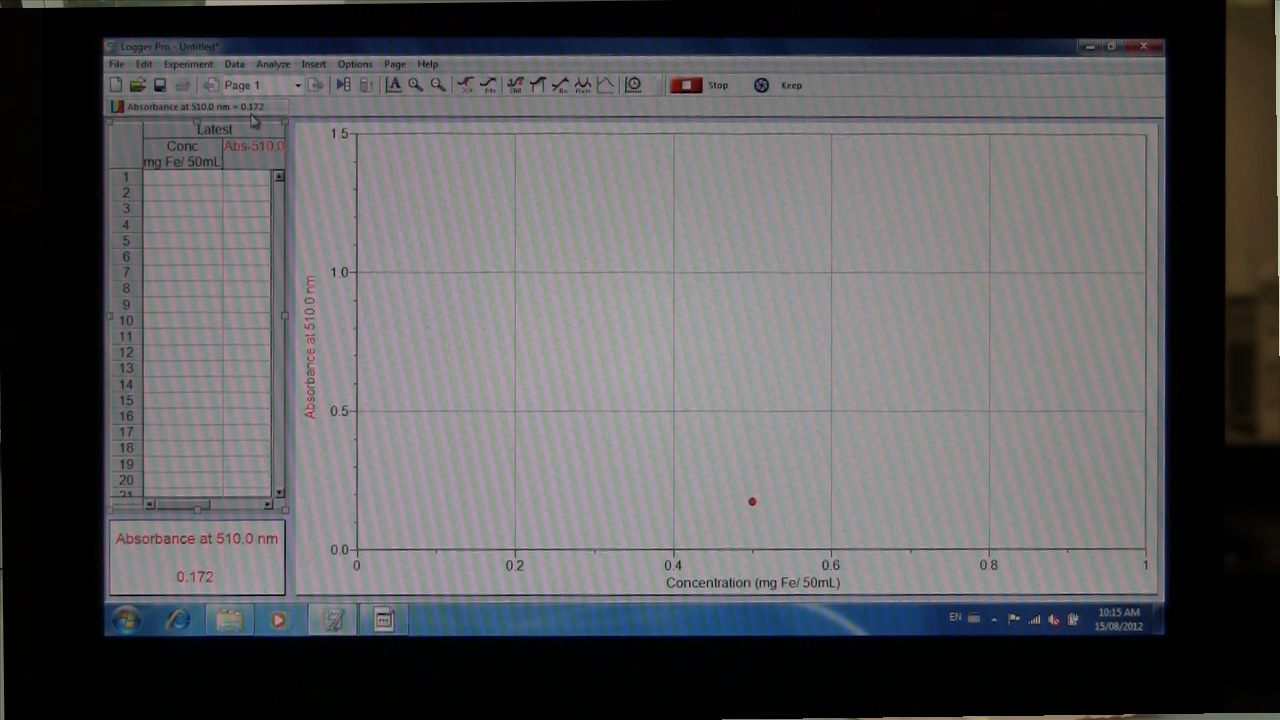 Logger Pro - Untitled*
File Edit Experiment Data Analyze Insert Options Page Help
Page 1
Stop
Keep
Absorbance at 510.0 nm = 0.172
Latest
Conc
mg Fe/ 50mL
Abs-510.0
1
2
3
4
5
6
7
8
9
10
11
12
13
14
15
16
17
18
19
20
21
Absorbance at 510.0 nm
0.172
1.5
1.0
0.5
0.0
Absorbance at 510.0 nm
0
0.2
0.4
0.6
0.8
1
Concentration (mg Fe/ 50mL)
EN
10:15 AM
15/08/2012